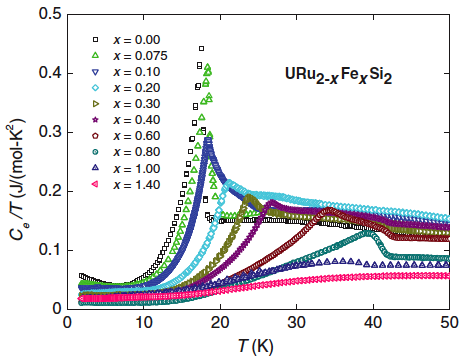 0.5
0.4
0.3
0.2
0.1
0
x = 0.00
x = 0.075
x = 0.10
x = 0.20
x = 0.30
x = 0.40
x = 0.60
x = 0.80
x = 1.00
x = 1.40
URu2-xFexSi2
Ce /T (J/(mol-K2)
0 10 20 30 40 50
T (K)